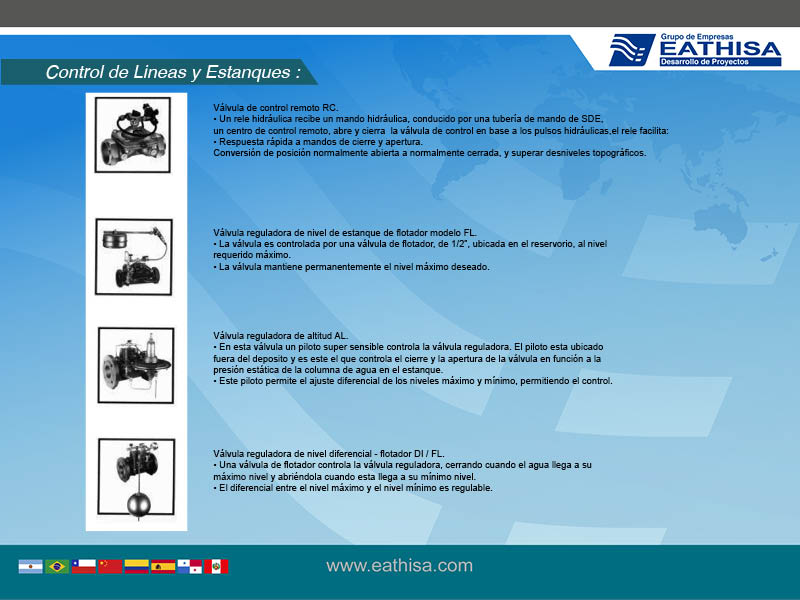 Grupo de Empresas
EATHISA
Desarrollo de Proyectos
Control de Lineas y Estanques :
Válvula de control remoto RC.
• Un rele hidráulica recibe un mando hidráulica, conducido por una tubería de mando de SDE,
un centro de control remoto, abre y cierra la válvula de control en base a los pulsos hidráulicas,el rele facilita:
• Respuesta rápida a mandos de cierre y apertura.
Conversión de posición normalmente abierta a normalmente cerrada, y superar desniveles topográficos.
Válvula reguladora de nivel de estanque de flotador modelo FL.
• La válvula es controlada por una válvula de flotador, de 1/2", ubicada en el reservorio, al nivel
requerido máximo.
• La válvula mantiene permanentemente el nivel máximo deseado.
Válvula reguladora de altitud AL.
• En esta válvula un piloto super sensible controla la válvula reguladora. El piloto esta ubicado
fuera del deposito y es este el que controla el cierre y la apertura de la válvula en función a la
presión estática de la columna de agua en el estanque.
• Este piloto permite el ajuste diferencial de los niveles máximo y mínimo, permitiendo el control.
Válvula reguladora de nivel diferencial - flotador DI / FL.
• Una válvula de flotador controla la válvula reguladora, cerrando cuando el agua llega a su
máximo nivel y abriéndola cuando esta llega a su mínimo nivel.
• El diferencial entre el nivel máximo y el nivel mínimo es regulable.
www.eathisa.com